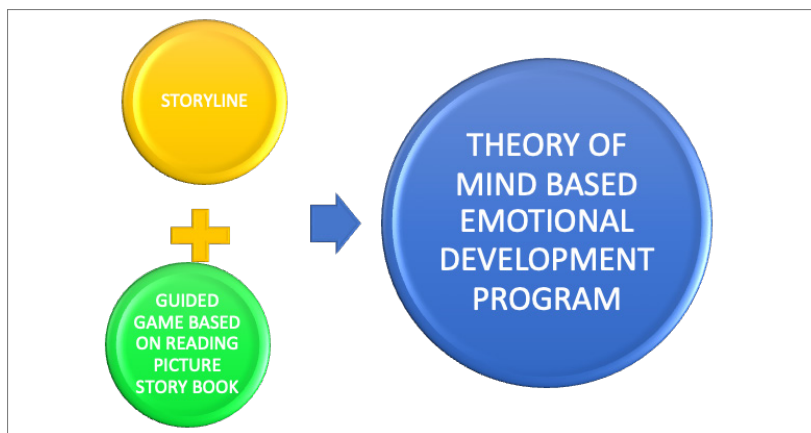 STORYLINE
GUIDED
GAME BASED
ON READING
PICTURE
STORY BOOK
THEORY OF
MIND BASED
EMOTIONAL
DEVELOPMENT
PROGRAM